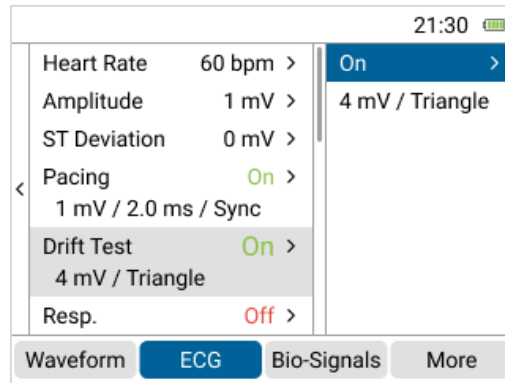 21:30
Heart Rate 60 bpm >
Amplitude 1 mV >
ST Deviation 0 mV >
Pacing On >
1 mV / 2.0 ms / Sync
Drift Test On >
4 mV / Triangle
Resp. Off >
<
On >
4 mV / Triangle
Waveform ECG Bio-Signals More